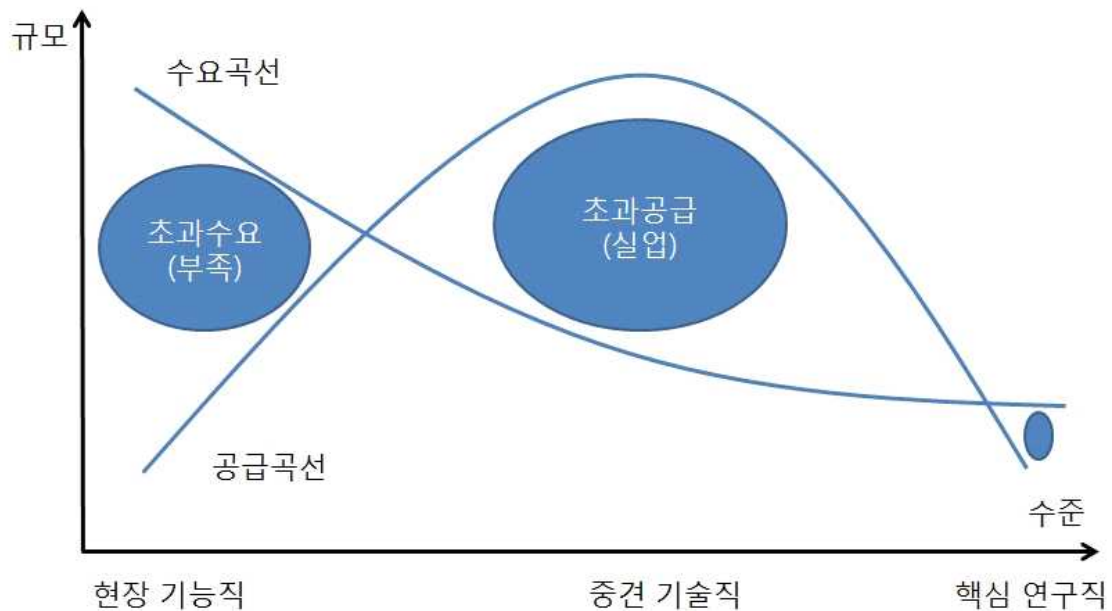 규모
수요곡선
초과수요
(부족)
초과공급
(실업)
공급곡선
수준
현장 기능직
중견 기술직
핵심 연구직